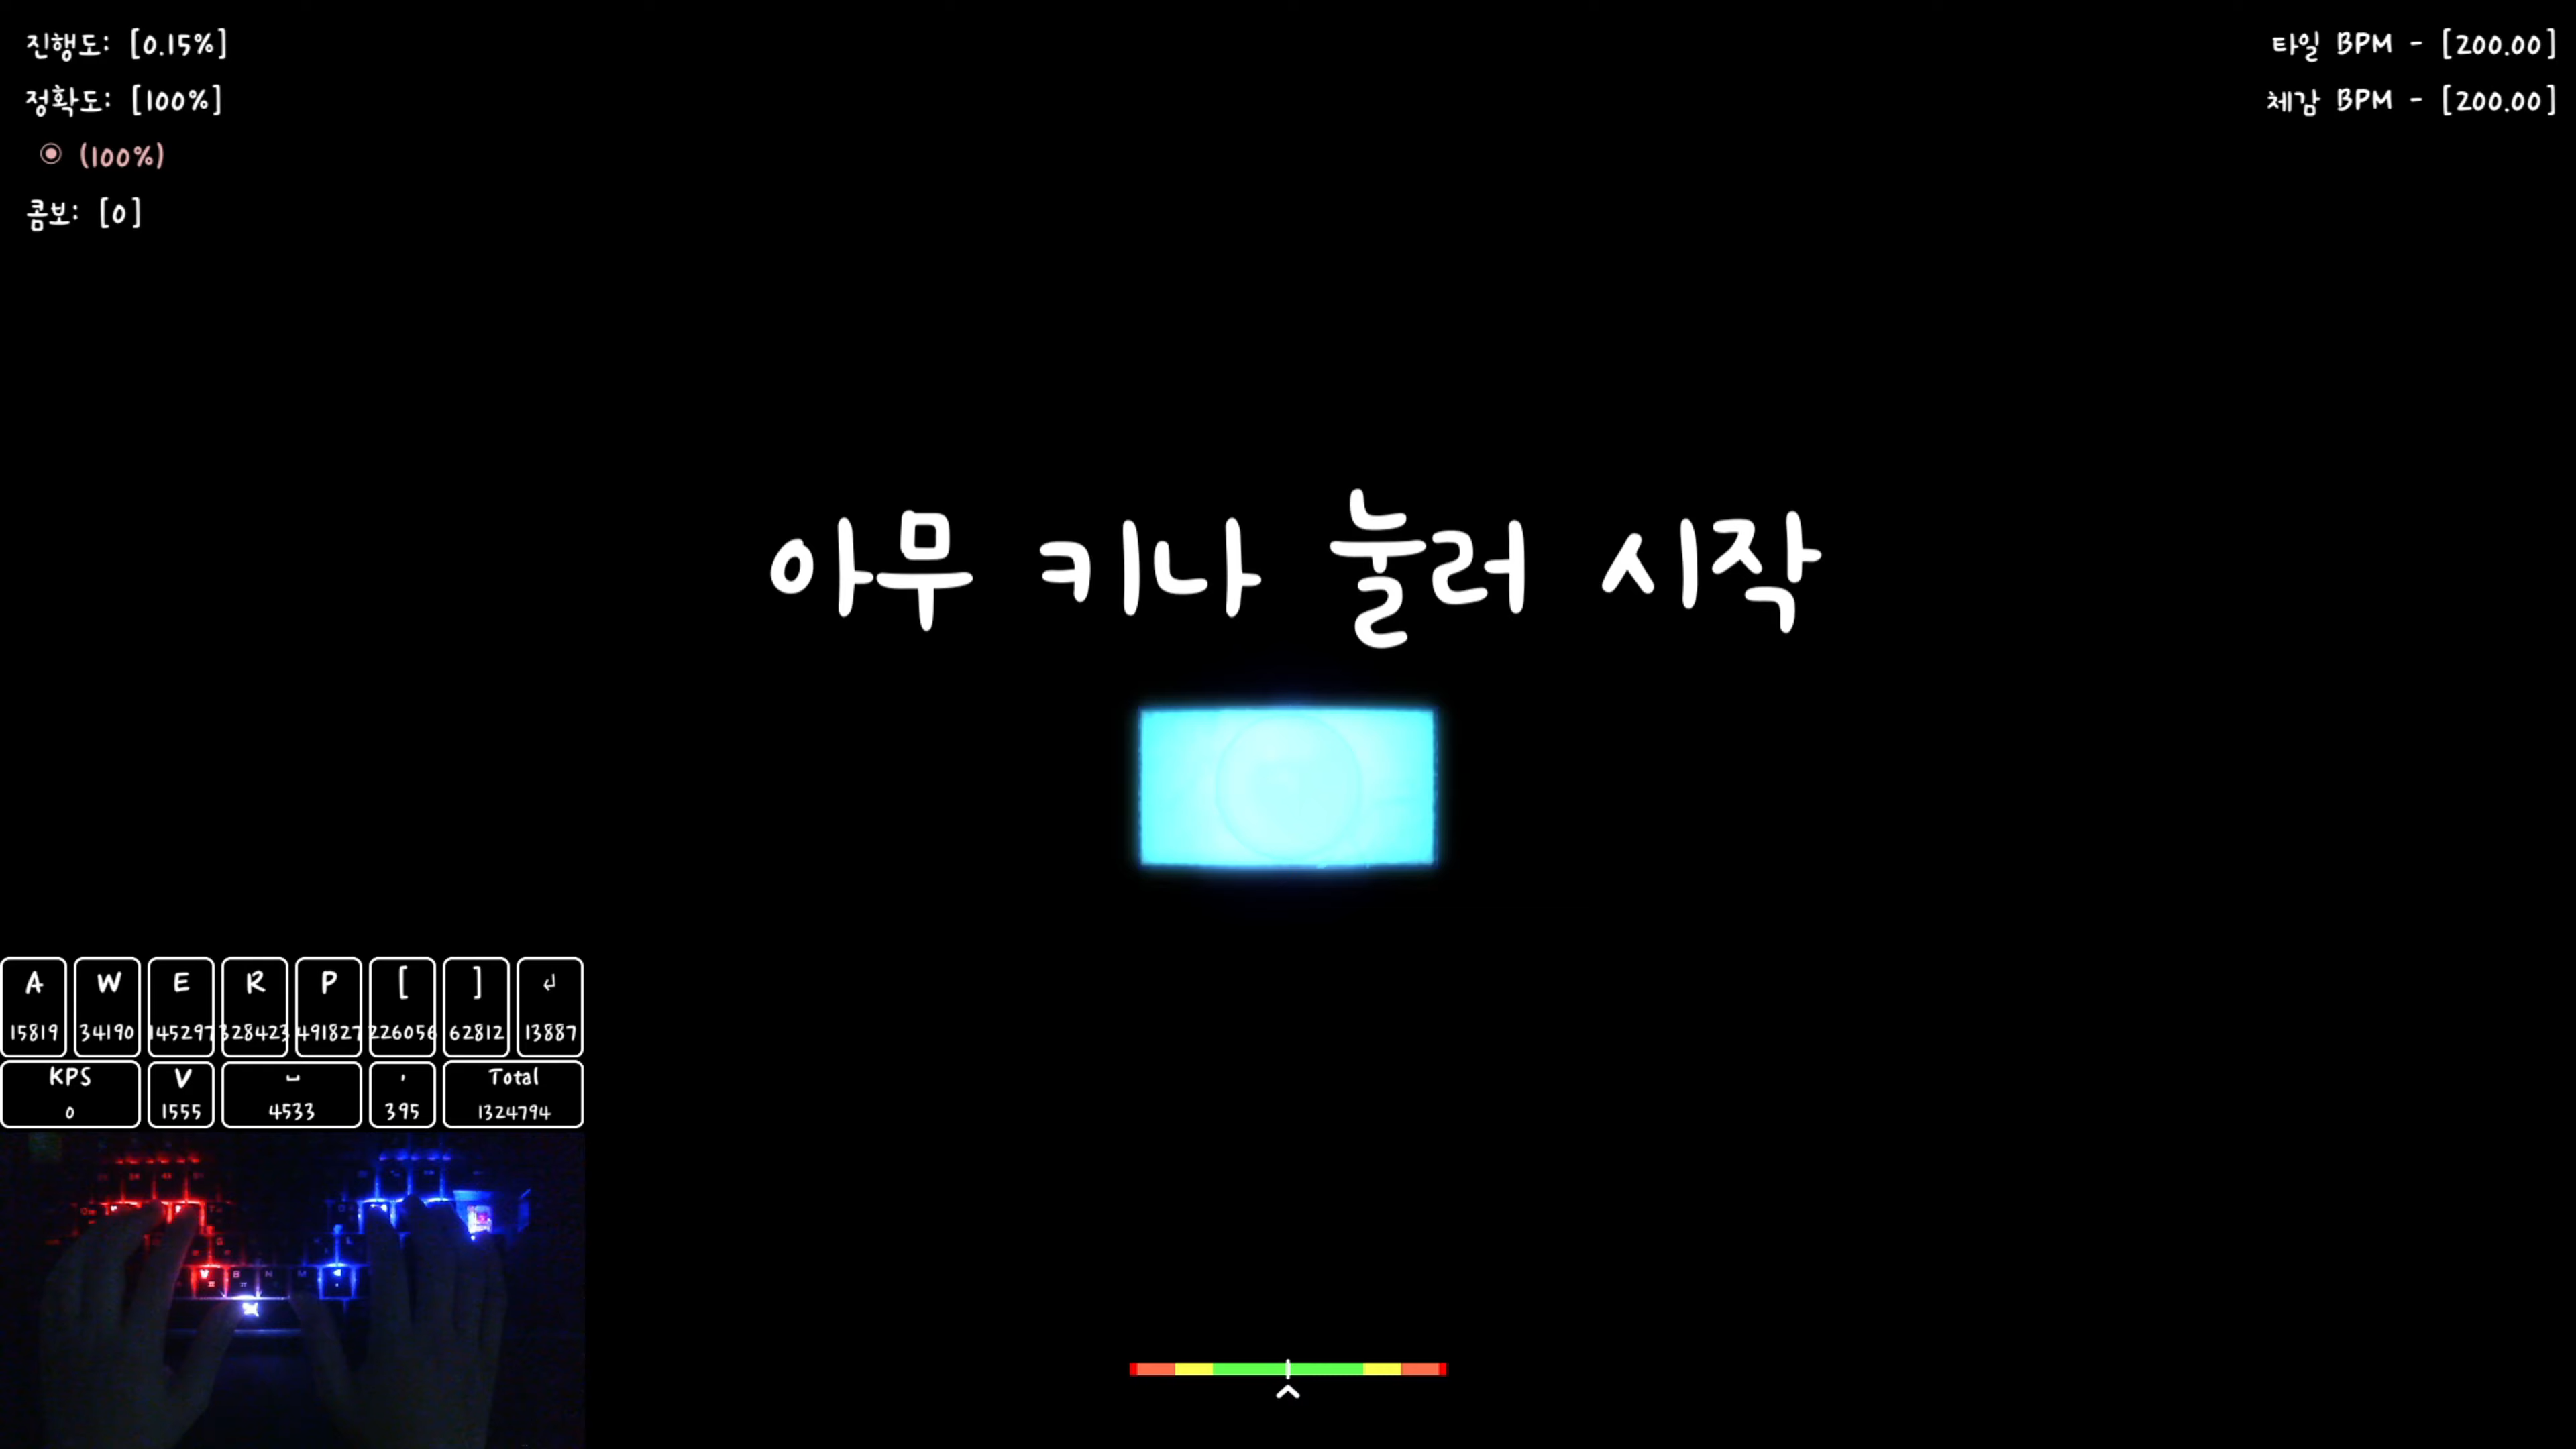 진행도: [0.15%]
정확도: [100%]
(100%)
콤보: [0]
타일 BPM - [200.00]
체감 BPM - [200.00]
아무 키나 눌러 시작
A W E R P [ ] ↲
15819 34190 145297 328423 491827 226056 62812 13887
KPS V ⎵ , Total
0 1555 4533 395 1324794